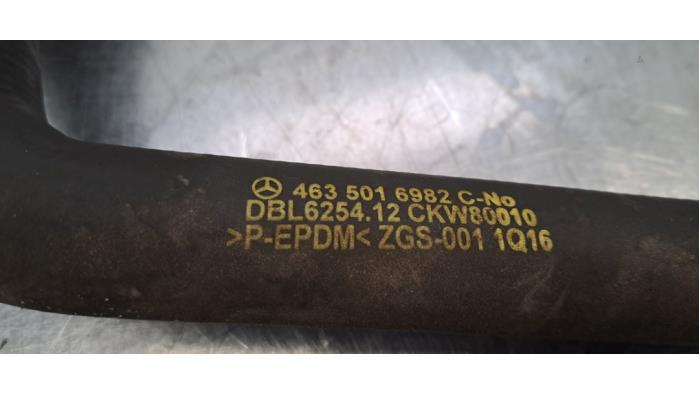 463 501 6982 C-No
DBL6254.12 CKW80010
>P-EPDM< ZGS-001 1Q16